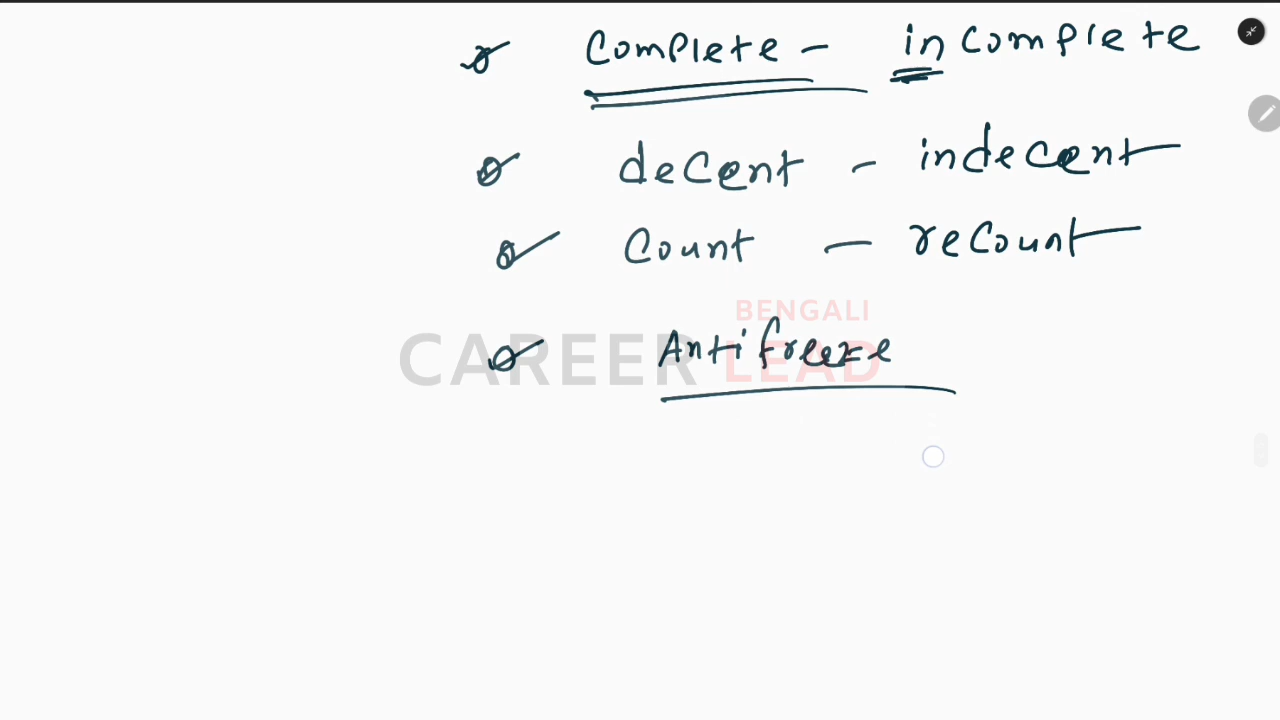 Complete - incomplete
decent - indecent
Count - recount
BENGALI
CAREER LEAD
Antifreeze